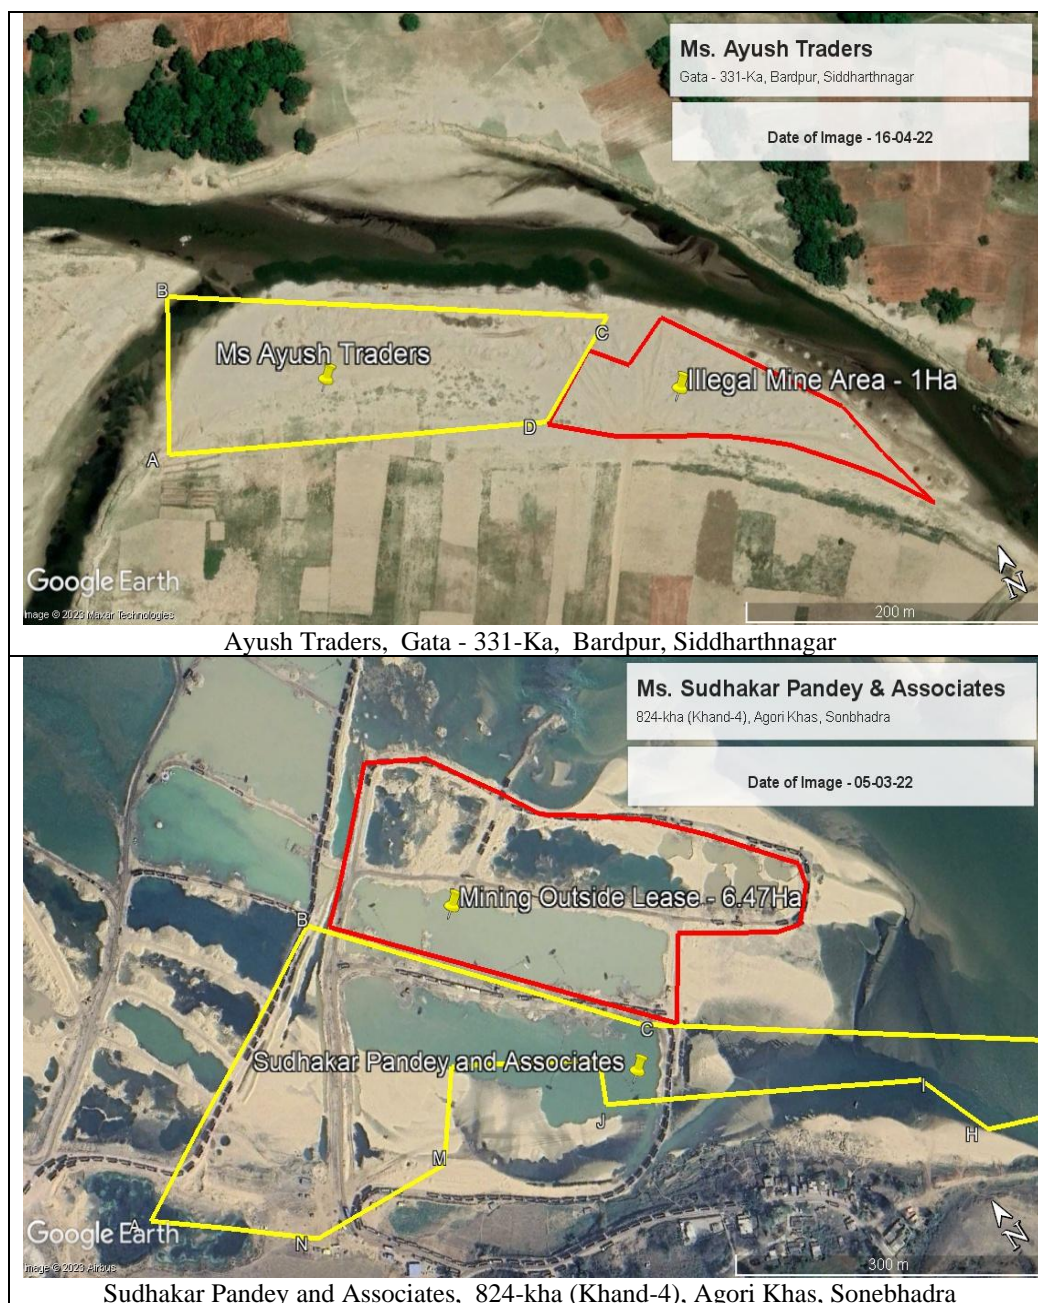 Ms. Ayush Traders
Gata - 331-Ka, Bardpur, Siddharthnagar
Date of Image - 16-04-22
B
C
Ms Ayush Traders
Illegal Mine Area - 1Ha
D
A
Google Earth
Image © 2023 Maxar Technologies
N
200 m
Ayush Traders, Gata - 331-Ka, Bardpur, Siddharthnagar
Ms. Sudhakar Pandey & Associates
824-kha (Khand-4), Agori Khas, Sonbhadra
Date of Image - 05-03-22
Mining Outside Lease - 6.47Ha
B
C
Sudhakar Pandey and Associates
I
J
H
M
A
N
Google Earth
Image © 2023 Airbus
N
300 m
Sudhakar Pandey and Associates, 824-kha (Khand-4), Agori Khas, Sonebhadra